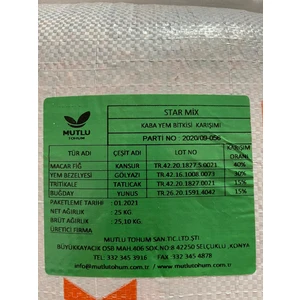 MUTLU
TOHUM
STAR MİX
KABA YEM BİTKİSİ KARIŞIMI
PARTI NO 2020/09-056
TÜR ADI ÇEŞİT ADI LOT NO KARIŞIM ORANI
MACAR FİĞ KANSUR TR.42.20.1827.5.0021 40%
YEM BEZELYESİ GÖLYAZI TR.42.16.1008.0073 30%
TRİTİKALE TATLICAK TR.42.20.1827.0021 15%
BUĞDAY YUNUS TR.26.20.1591.4042 15%
PAKETLEME TARİHİ : 01.2021
NET AĞIRLIK : 25 KG
BRÜT AĞIRLIK : 25,10 KG.
ÜRETİCİ FİRMA
MUTLU TOHUM SAN.TİC.LTD.ŞTİ
BÜYÜKKAYACIK OSB MAH.406 SDK.NO:8 42250 SELÇUKLU KONYA
TEL: 332 345 3916 FAX: 332 345 4878
info@mutlutohum.com www.mutlutohum.com.tr